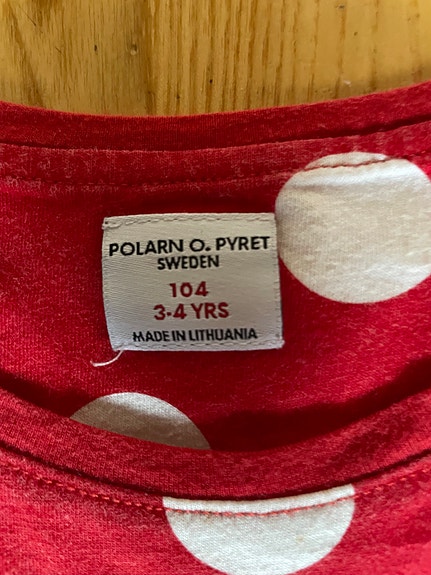 POLARN O. PYRET
SWEDEN
104
3-4 YRS
MADE IN LITHUANIA